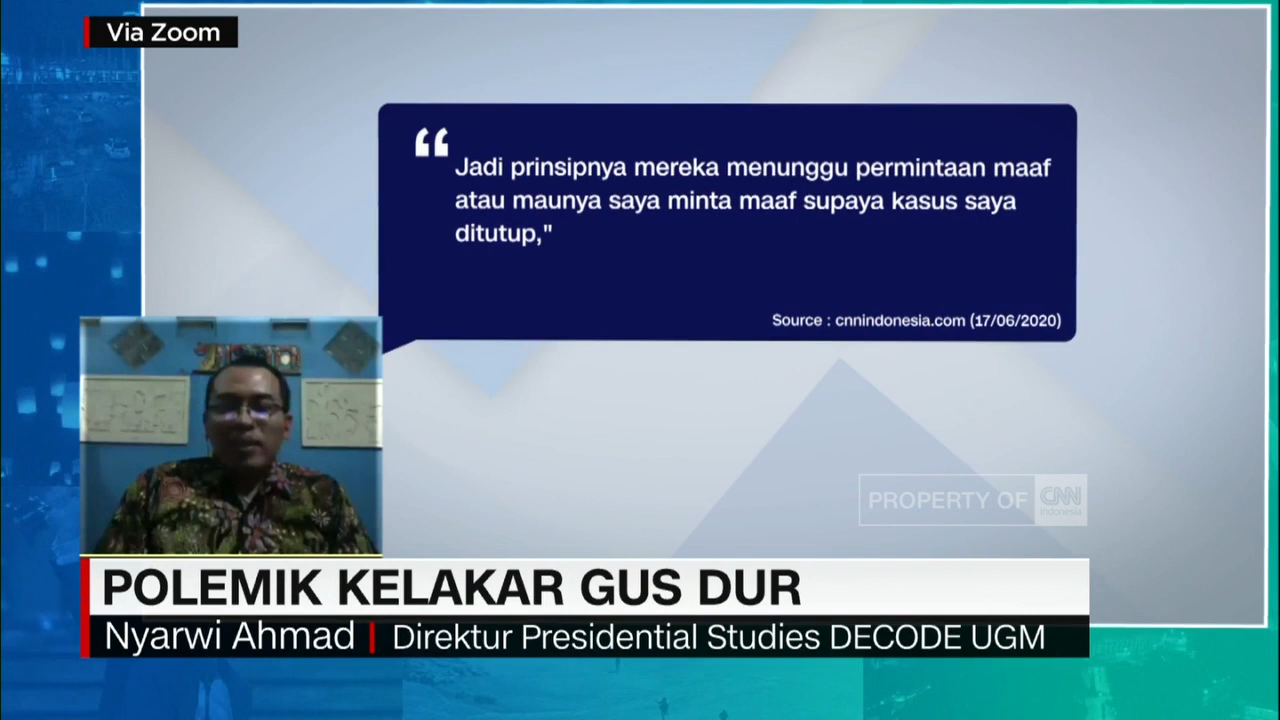 Via Zoom
“
Jadi prinsipnya mereka menunggu permintaan maaf
atau maunya saya minta maaf supaya kasus saya
ditutup,"
Source : cnnindonesia.com (17/06/2020)
PROPERTY OF CNN Indonesia
POLEMIK KELAKAR GUS DUR
Nyarwi Ahmad | Direktur Presidential Studies DECODE UGM